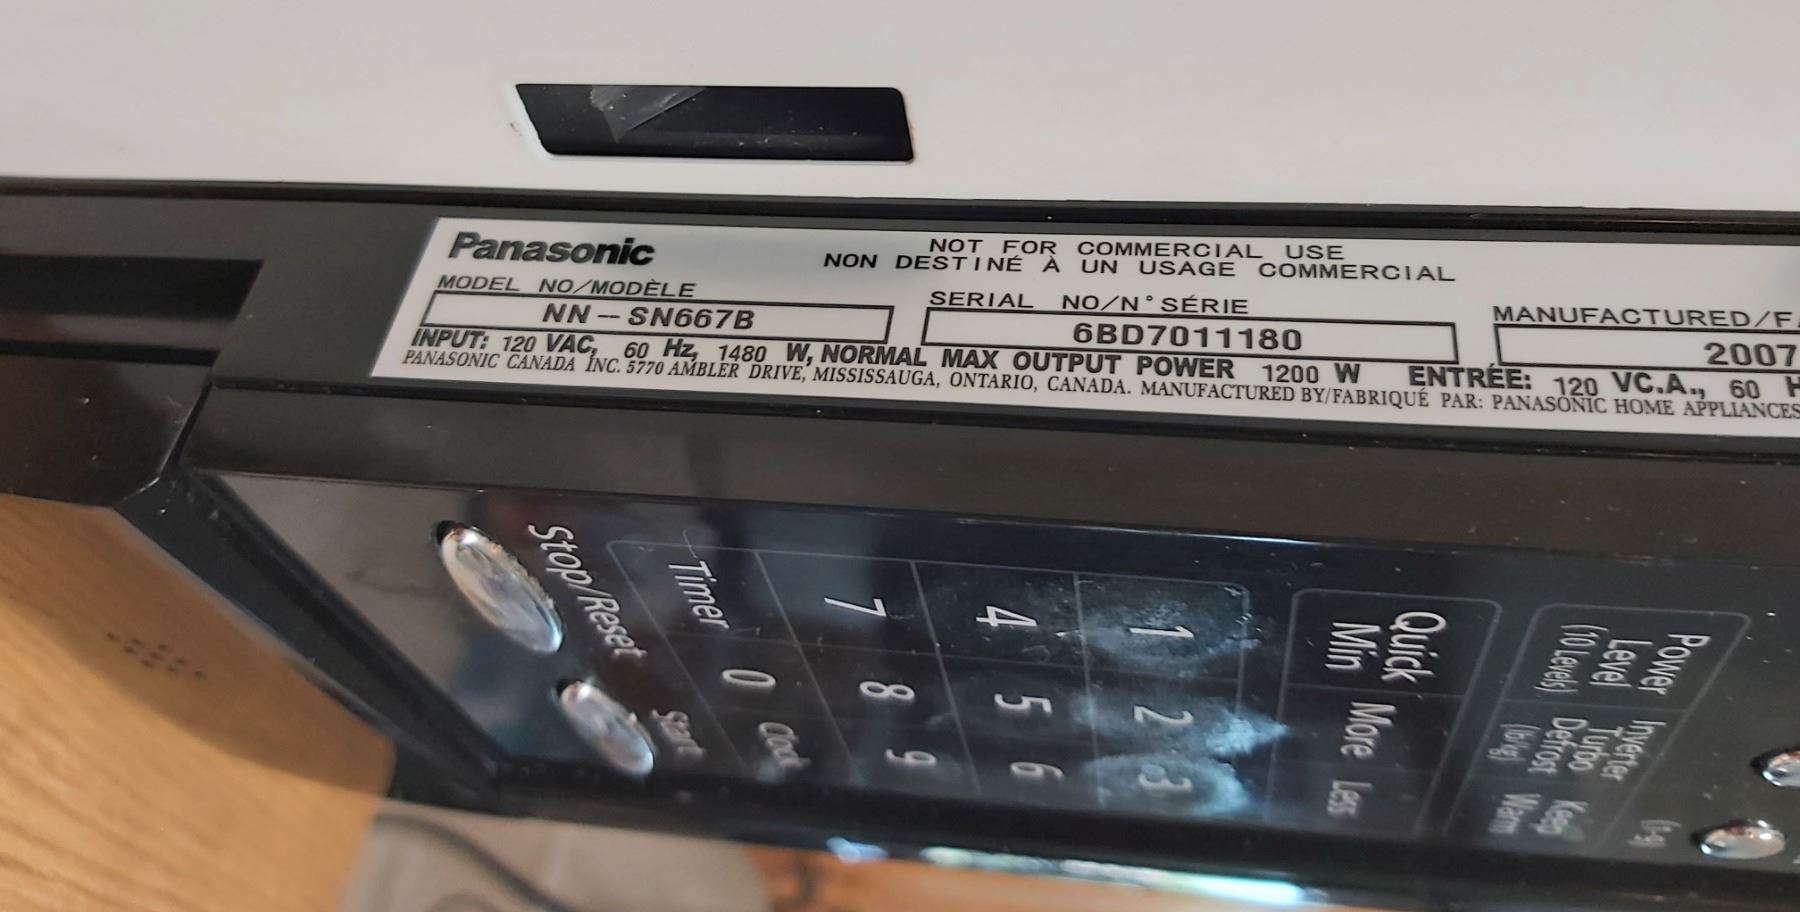 Panasonic
NOT FOR COMMERCIAL USE
NON DESTINÉ À UN USAGE COMMERCIAL
MODEL NO/MODÈLE
NN--SN667B
SERIAL NO/N° SÉRIE
6BD7011180
MANUFACTURED/F
2007
INPUT: 120 VAC, 60 Hz, 1480 W, NORMAL MAX OUTPUT POWER 1200 W ENTRÉE: 120 VC.A., 60 H
PANASONIC CANADA INC. 5770 AMBLER DRIVE, MISSISSAUGA, ONTARIO, CANADA. MANUFACTURED BY/FABRIQUÉ PAR: PANASONIC HOME APPLIANCES
Power
Level
(10 Levels)
Inverter
Turbo
Defrost
(lb/kg)
Keep
Warm
Quick
Min
More
Less
1
2
3
4
5
6
7
8
9
Timer
0
Clock
Stop/Reset
Start